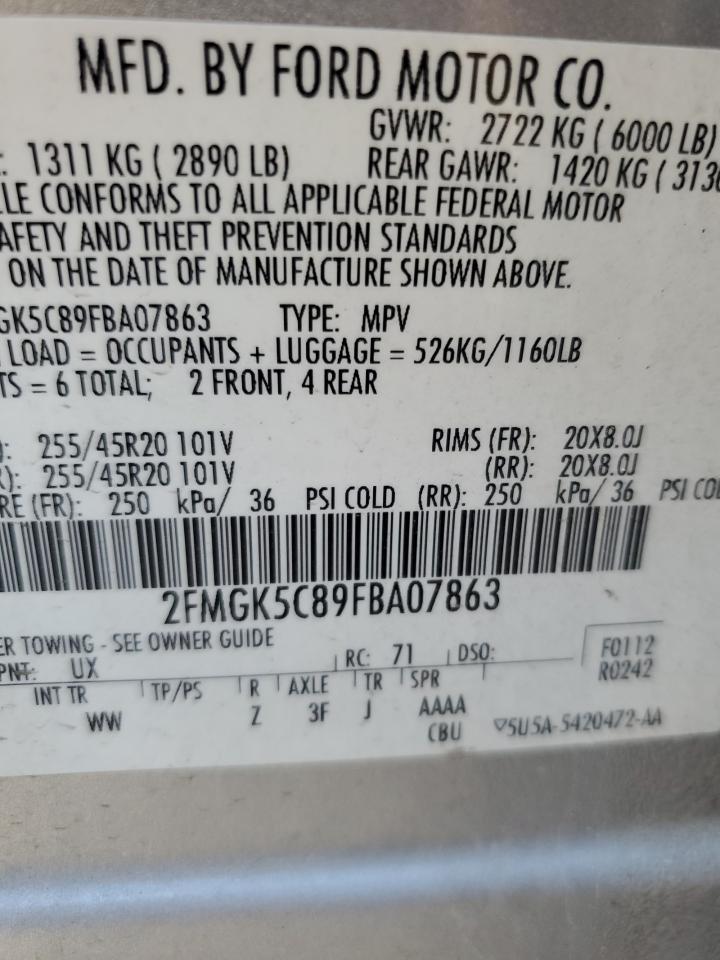 MFD. BY FORD MOTOR CO.
GVWR: 2722 KG ( 6000 LB)
: 1311 KG ( 2890 LB) REAR GAWR: 1420 KG ( 313
LE CONFORMS TO ALL APPLICABLE FEDERAL MOTOR
AFETY AND THEFT PREVENTION STANDARDS
ON THE DATE OF MANUFACTURE SHOWN ABOVE.
GK5C89FBA07863 TYPE: MPV
LOAD = OCCUPANTS + LUGGAGE = 526KG/1160LB
TS = 6 TOTAL; 2 FRONT, 4 REAR
): 255/45R20 101V RIMS (FR): 20X8.0J
): 255/45R20 101V (RR): 20X8.0J
RE (FR): 250 kPa/ 36 PSI COLD (RR): 250 kPa/ 36 PSI COL
2FMGK5C89FBA07863
ER TOWING - SEE OWNER GUIDE
PNT: UX RC: 71 DSO: F0112
R0242
INT TR TP/PS R AXLE TR SPR
WW Z 3F J AAAA
CBU 5U5A-5420472-AA